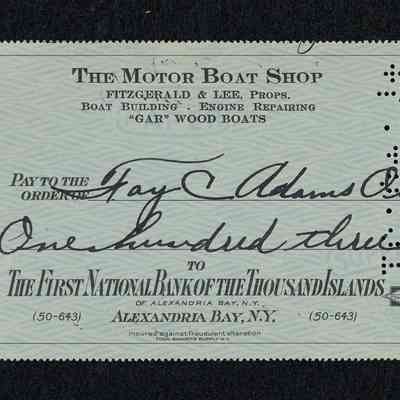 THE MOTOR BOAT SHOP
FITZGERALD & LEE, PROPS.
BOAT BUILDING . ENGINE REPAIRING
"GAR" WOOD BOATS
PAY TO THE
ORDER OF Fay C Adams
One hundred three
TO
THE FIRST NATIONAL BANK OF THE THOUSAND ISLANDS
OF ALEXANDRIA BAY, N.Y.
(50-643) ALEXANDRIA BAY, N.Y. (50-643)
Insured against fraudulent alteration